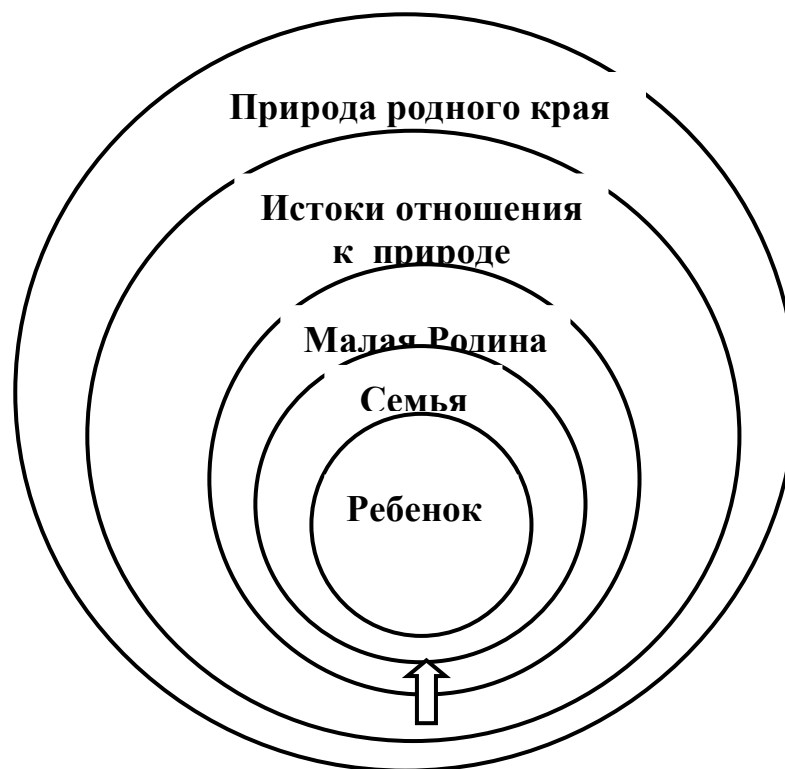 Природа родного края
Истоки отношения
к природе
Малая Родина
Семья
Ребенок